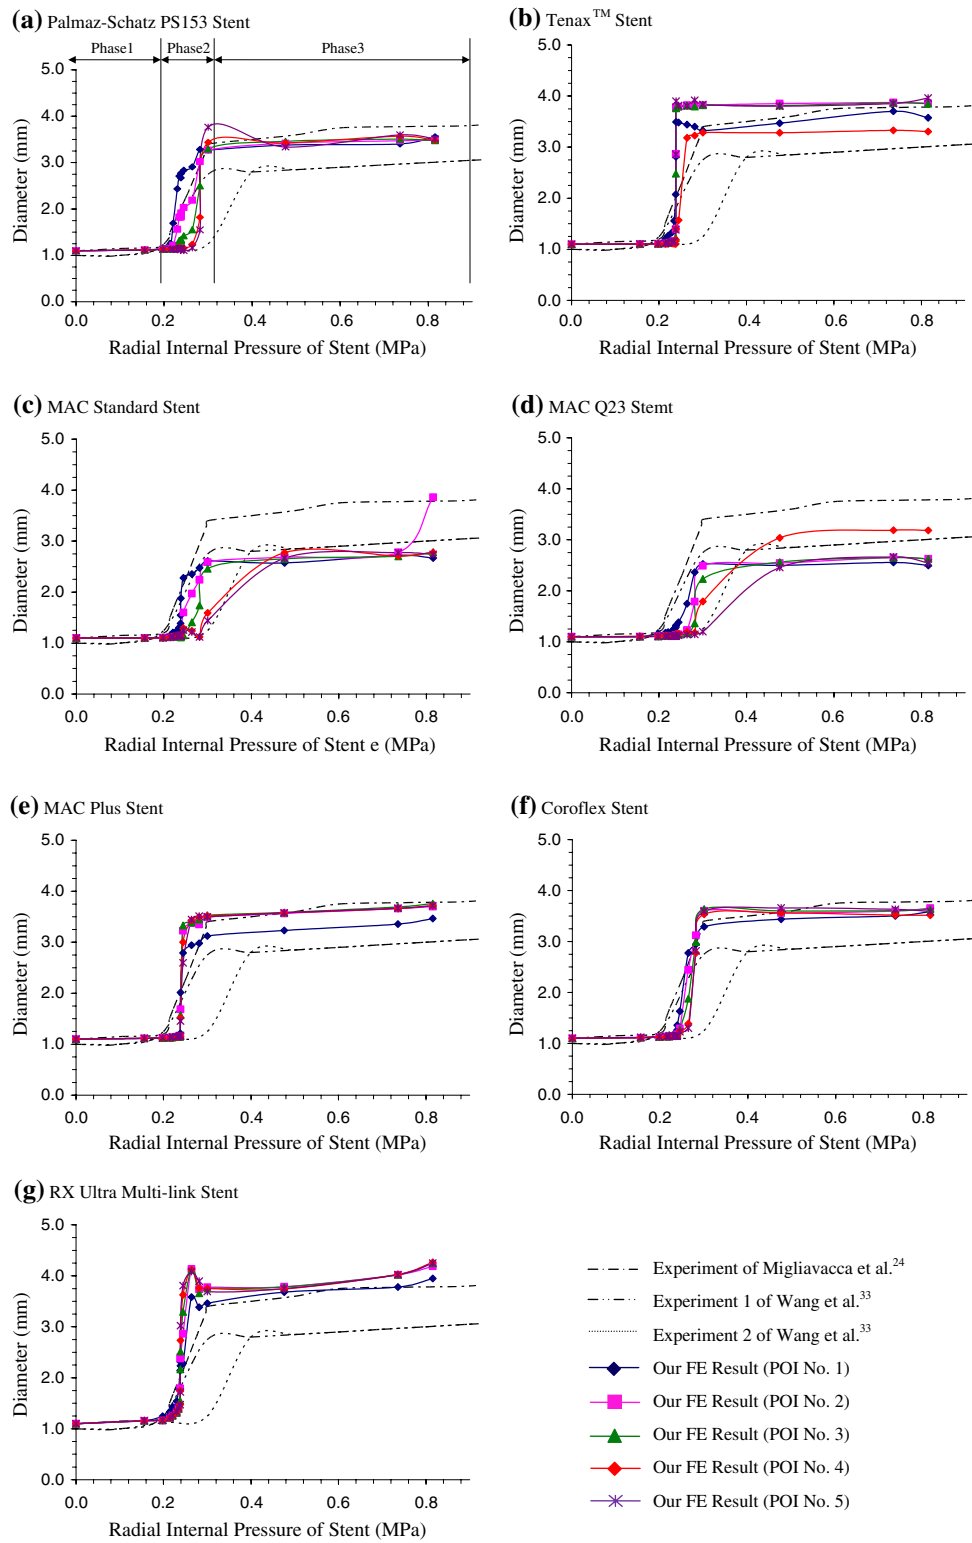 (a) Palmaz-Schatz PS153 Stent
Phase1 Phase2 Phase3
5.0
4.0
3.0
2.0
1.0
0.0
Diameter (mm)
0.0 0.2 0.4 0.6 0.8
Radial Internal Pressure of Stent (MPa)
(b) Tenax™ Stent
5.0
4.0
3.0
2.0
1.0
0.0
Diameter (mm)
0.0 0.2 0.4 0.6 0.8
Radial Internal Pressure of Stent (MPa)
(c) MAC Standard Stent
5.0
4.0
3.0
2.0
1.0
0.0
Diameter (mm)
0.0 0.2 0.4 0.6 0.8
Radial Internal Pressure of Stent e (MPa)
(d) MAC Q23 Stemt
5.0
4.0
3.0
2.0
1.0
0.0
Diameter (mm)
0.0 0.2 0.4 0.6 0.8
Radial Internal Pressure of Stent (MPa)
(e) MAC Plus Stent
5.0
4.0
3.0
2.0
1.0
0.0
Diameter (mm)
0.0 0.2 0.4 0.6 0.8
Radial Internal Pressure of Stent (MPa)
(f) Coroflex Stent
5.0
4.0
3.0
2.0
1.0
0.0
Diameter (mm)
0.0 0.2 0.4 0.6 0.8
Radial Internal Pressure of Stent (MPa)
(g) RX Ultra Multi-link Stent
5.0
4.0
3.0
2.0
1.0
0.0
Diameter (mm)
0.0 0.2 0.4 0.6 0.8
Radial Internal Pressure of Stent (MPa)
Experiment of Migliavacca et al.24
Experiment 1 of Wang et al.33
Experiment 2 of Wang et al.33
Our FE Result (POI No. 1)
Our FE Result (POI No. 2)
Our FE Result (POI No. 3)
Our FE Result (POI No. 4)
Our FE Result (POI No. 5)